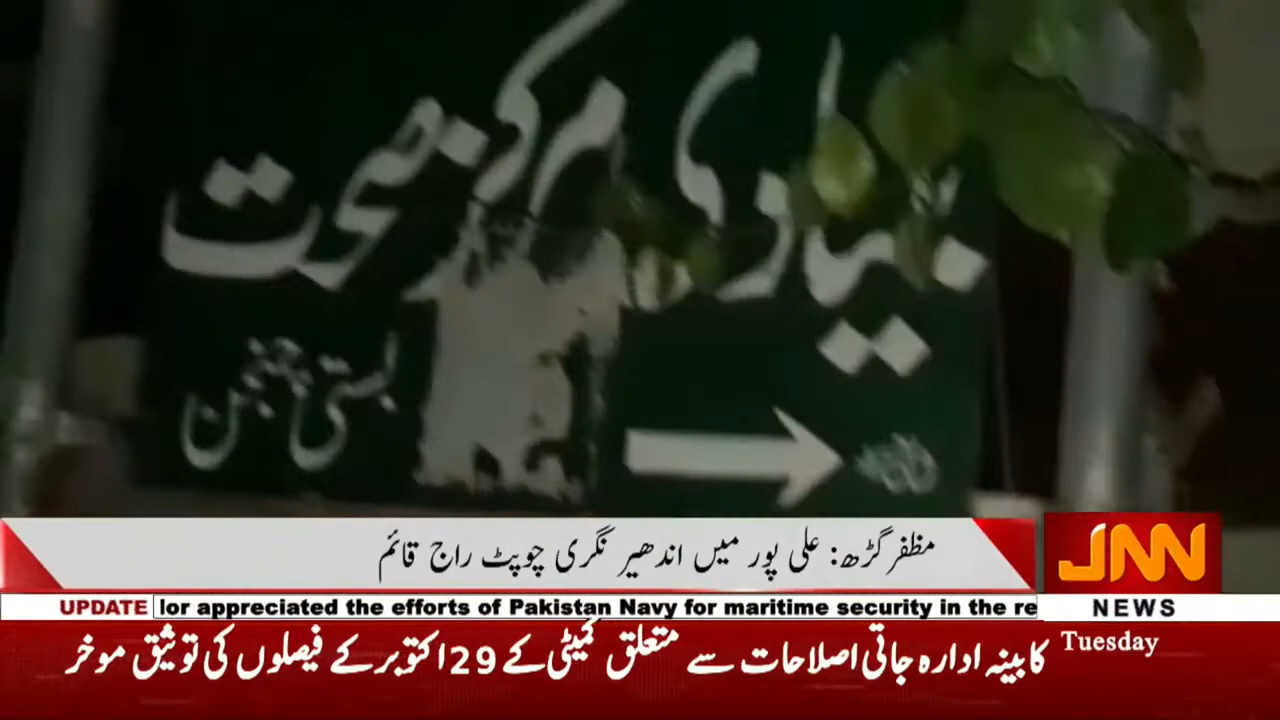 بنیادی مرکز صحت
بستی جھنجن
مظفر گڑھ: علی پور میں اندھیر نگری چوپٹ راج قائم
JNN
NEWS
UPDATE lor appreciated the efforts of Pakistan Navy for maritime security in the re
کابینہ ادارہ جاتی اصلاحات سے متعلق کمیٹی کے 29 اکتوبر کے فیصلوں کی توثیق موخر
Tuesday